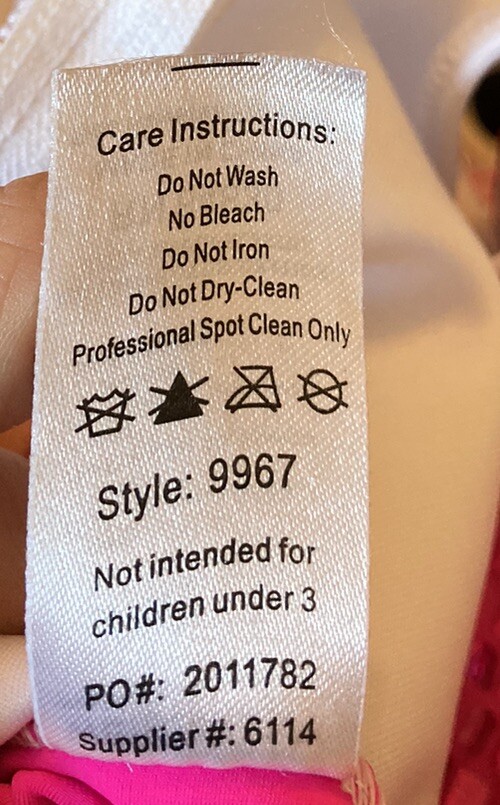 Care Instructions:
Do Not Wash
No Bleach
Do Not Iron
Do Not Dry-Clean
Professional Spot Clean Only
Style: 9967
Not intended for
children under 3
PO#: 2011782
Supplier #: 6114